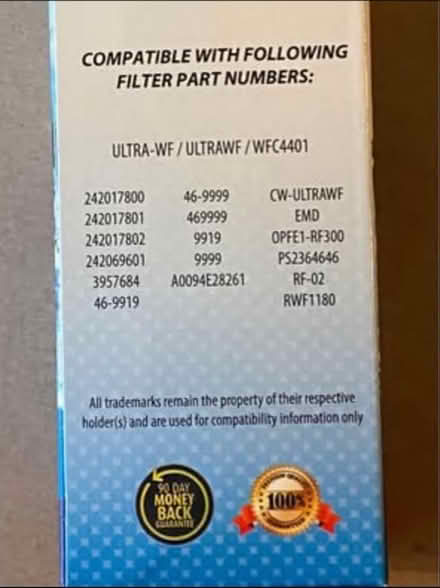 COMPATIBLE WITH FOLLOWING
FILTER PART NUMBERS:
ULTRA-WF / ULTRAWF / WFC4401
242017800 46-9999 CW-ULTRAWF
242017801 469999 EMD
242017802 9919 OPFE1-RF300
242069601 9999 PS2364646
3957684 A0094E28261 RF-02
46-9919 RWF1180
All trademarks remain the property of their respective
holder(s) and are used for compatibility information only
90 DAY
MONEY
BACK
GUARANTEE
100%